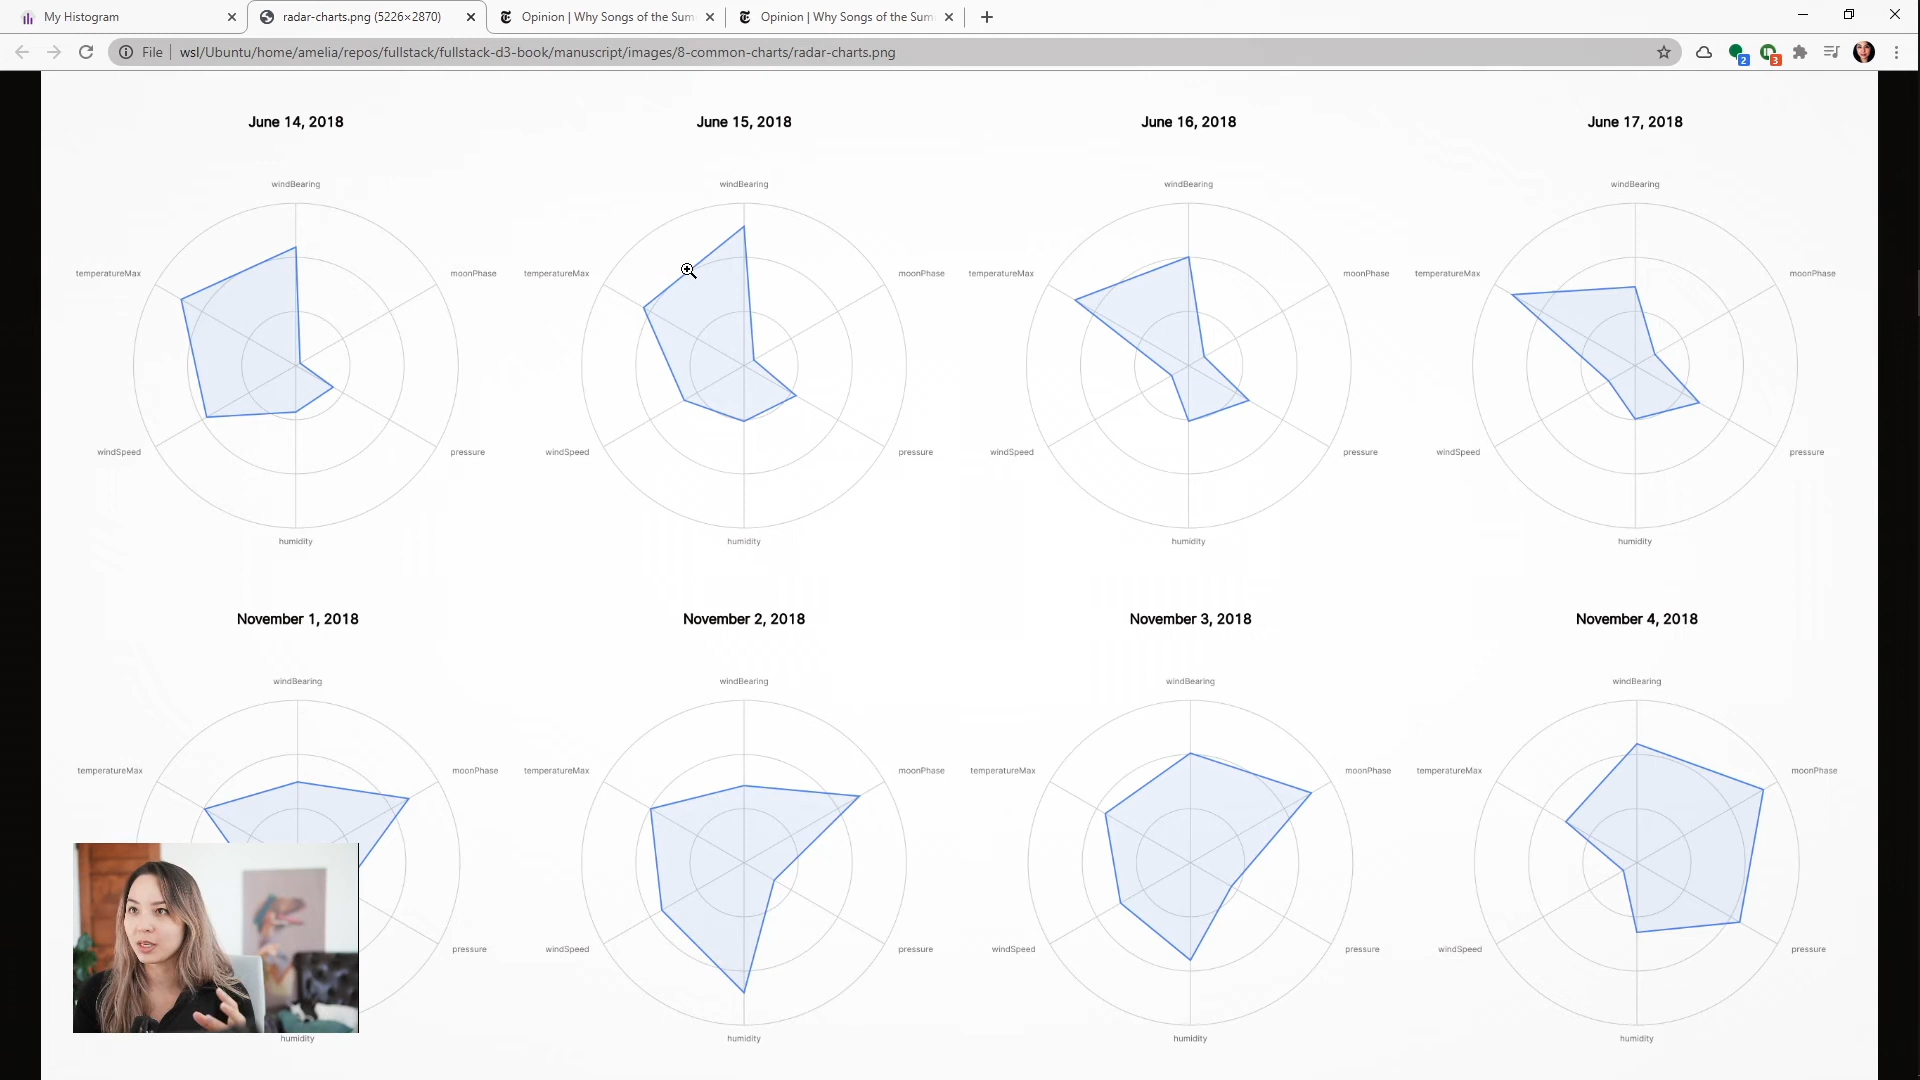 My Histogram
radar-charts.png (5226×2870)
Opinion | Why Songs of the Sum
Opinion | Why Songs of the Sum
File
wsl/Ubuntu/home/amelia/repos/fullstack/fullstack-d3-book/manuscript/images/8-common-charts/radar-charts.png
2
3
June 14, 2018
June 15, 2018
June 16, 2018
June 17, 2018
windBearing
windBearing
windBearing
windBearing
temperatureMax
moonPhase
temperatureMax
moonPhase
temperatureMax
moonPhase
temperatureMax
moonPhase
windSpeed
pressure
windSpeed
pressure
windSpeed
pressure
windSpeed
pressure
humidity
humidity
humidity
humidity
November 1, 2018
November 2, 2018
November 3, 2018
November 4, 2018
windBearing
windBearing
windBearing
windBearing
temperatureMax
moonPhase
temperatureMax
moonPhase
temperatureMax
moonPhase
temperatureMax
moonPhase
pressure
windSpeed
pressure
windSpeed
pressure
windSpeed
pressure
humidity
humidity
humidity
humidity